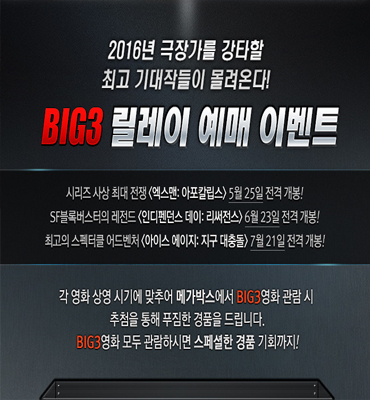 2016년 극장가를 강타할
최고 기대작들이 몰려온다!
BIG3 릴레이 예매 이벤트
시리즈 사상 최대 전쟁 <엑스맨: 아포칼립스> 5월 25일 전격 개봉!
SF블록버스터의 레전드 <인디펜던스 데이: 리써전스> 6월 23일 전격 개봉!
최고의 스펙터클 어드벤처 <아이스 에이지: 지구 대충돌> 7월 21일 전격 개봉!
각 영화 상영 시기에 맞추어 메가박스에서 BIG3영화 관람 시
추첨을 통해 푸짐한 경품을 드립니다.
BIG3영화 모두 관람하시면 스페셜한 경품 기회까지!